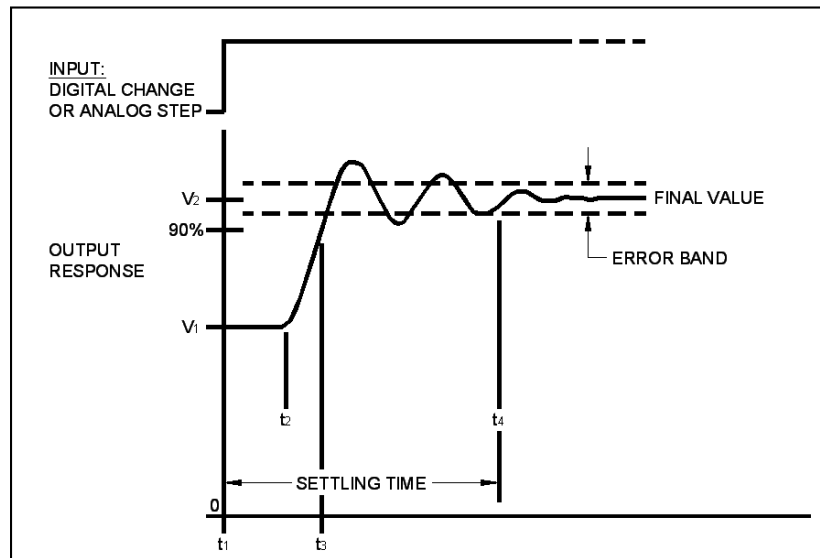 INPUT:
DIGITAL CHANGE
OR ANALOG STEP
V2
FINAL VALUE
90%
OUTPUT
RESPONSE
ERROR BAND
V1
t2
t4
SETTLING TIME
0
t1
t3